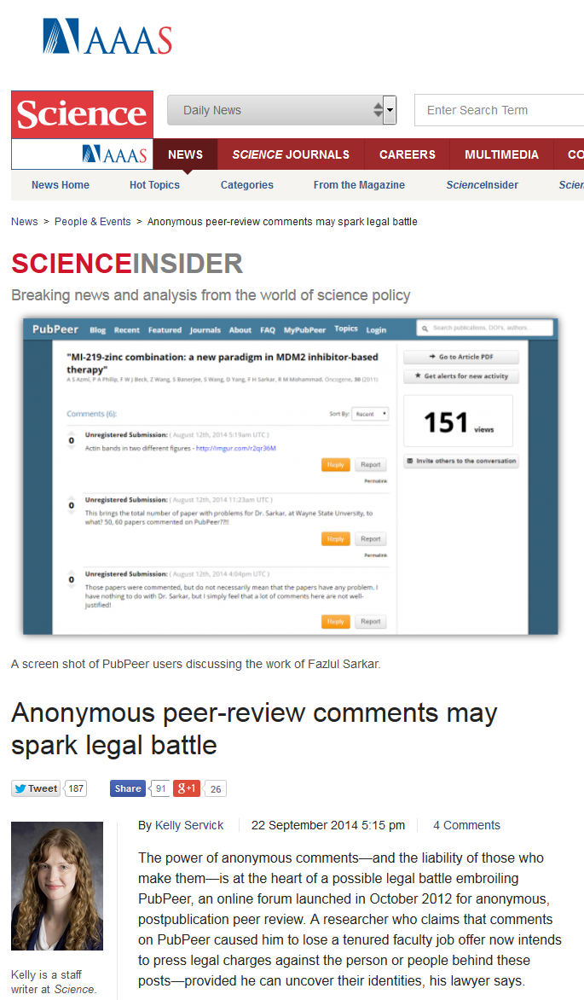 AAAS
Science
Daily News
Enter Search Term
AAAS
NEWS
SCIENCE JOURNALS
CAREERS
MULTIMEDIA
CO
News Home
Hot Topics
Categories
From the Magazine
ScienceInsider
Scien
News > People & Events > Anonymous peer-review comments may spark legal battle
SCIENCEINSIDER
Breaking news and analysis from the world of science policy
PubPeer Blog Recent Featured Journals About FAQ MyPubPeer Topics Login
Search publications, DOI's, authors...
"MI-219-zinc combination: a new paradigm in MDM2 inhibitor-based
therapy"
A S Azmi, P A Philip, F W J Beck, Z Wang, S Banerjee, S Wang, D Yang, F H Sarkar, R M Mohammad, Oncogene, 30 (2011)
Go to Article PDF
Get alerts for new activity
151 views
Invite others to the conversation
Comments (6):
Sort By: Recent
0
Unregistered Submission: ( August 12th, 2014 5:19am UTC )
Actin bands in two different figures - http://imgur.com/r2qr36M
Reply Report
Permalink
0
Unregistered Submission: ( August 12th, 2014 11:23am UTC )
This brings the total number of paper with problems for Dr. Sarkar, at Wayne State Unversity, to
what? 50, 60 papers commented on PubPeer??!!
Reply Report
Permalink
0
Unregistered Submission: ( August 12th, 2014 4:04pm UTC )
Those papers were commented, but do not necessarily mean that the papers have any problem. I
have nothing to do with Dr. Sarkar, but I simply feel that a lot of comments here are not well-
justified!
Reply Report
A screen shot of PubPeer users discussing the work of Fazlul Sarkar.
Anonymous peer-review comments may
spark legal battle
Tweet 187
Share 91
g+1 26
By Kelly Servick
22 September 2014 5:15 pm
4 Comments
The power of anonymous comments—and the liability of those who
make them—is at the heart of a possible legal battle embroiling
PubPeer, an online forum launched in October 2012 for anonymous,
postpublication peer review. A researcher who claims that comments
on PubPeer caused him to lose a tenured faculty job offer now intends
to press legal charges against the person or people behind these
posts—provided he can uncover their identities, his lawyer says.
Kelly is a staff
writer at Science.